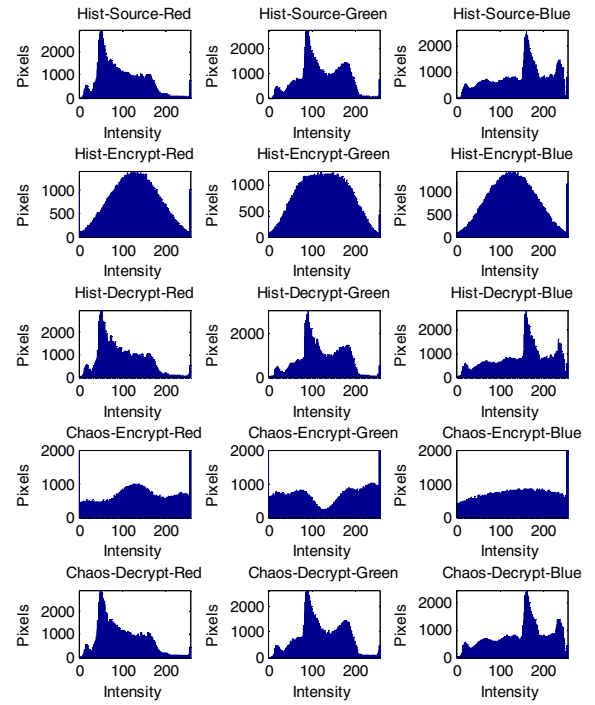 Hist-Source-Red Hist-Source-Green Hist-Source-Blue
Pixels 2000 1000 0 Pixels 2000 1000 0 Pixels 2000 1000 0
0 100 200 0 100 200 0 100 200
Intensity Intensity Intensity
Hist-Encrypt-Red Hist-Encrypt-Green Hist-Encrypt-Blue
Pixels 1000 500 0 Pixels 1000 500 0 Pixels 1000 500 0
0 100 200 0 100 200 0 100 200
Intensity Intensity Intensity
Hist-Decrypt-Red Hist-Decrypt-Green Hist-Decrypt-Blue
Pixels 2000 1000 0 Pixels 2000 1000 0 Pixels 2000 1000 0
0 100 200 0 100 200 0 100 200
Intensity Intensity Intensity
Chaos-Encrypt-Red Chaos-Encrypt-Green Chaos-Encrypt-Blue
Pixels 2000 1000 0 Pixels 2000 1000 0 Pixels 2000 1000 0
0 100 200 0 100 200 0 100 200
Intensity Intensity Intensity
Chaos-Decrypt-Red Chaos-Decrypt-Green Chaos-Decrypt-Blue
Pixels 2000 1000 0 Pixels 2000 1000 0 Pixels 2000 1000 0
0 100 200 0 100 200 0 100 200
Intensity Intensity Intensity